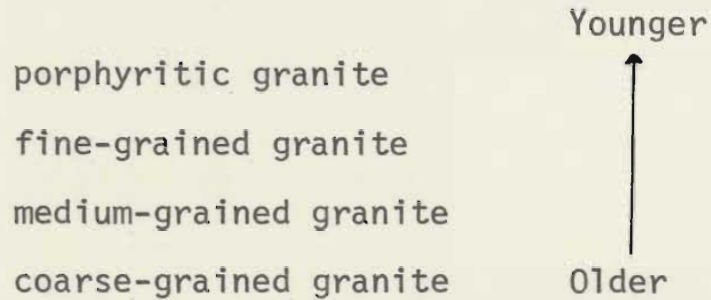 Younger
porphyritic granite
fine-grained granite
medium-grained granite
coarse-grained granite Older